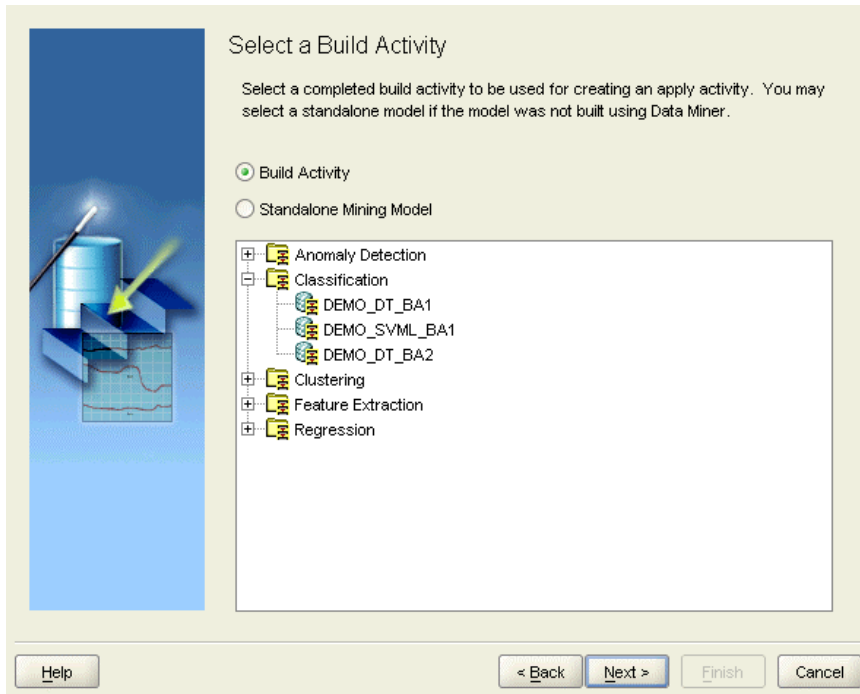 Select a Build Activity
Select a completed build activity to be used for creating an apply activity. You may
select a standalone model if the model was not built using Data Miner.
Build Activity
Standalone Mining Model
Anomaly Detection
Classification
DEMO_DT_BA1
DEMO_SVML_BA1
DEMO_DT_BA2
Clustering
Feature Extraction
Regression
Help
< Back
Next >
Finish
Cancel